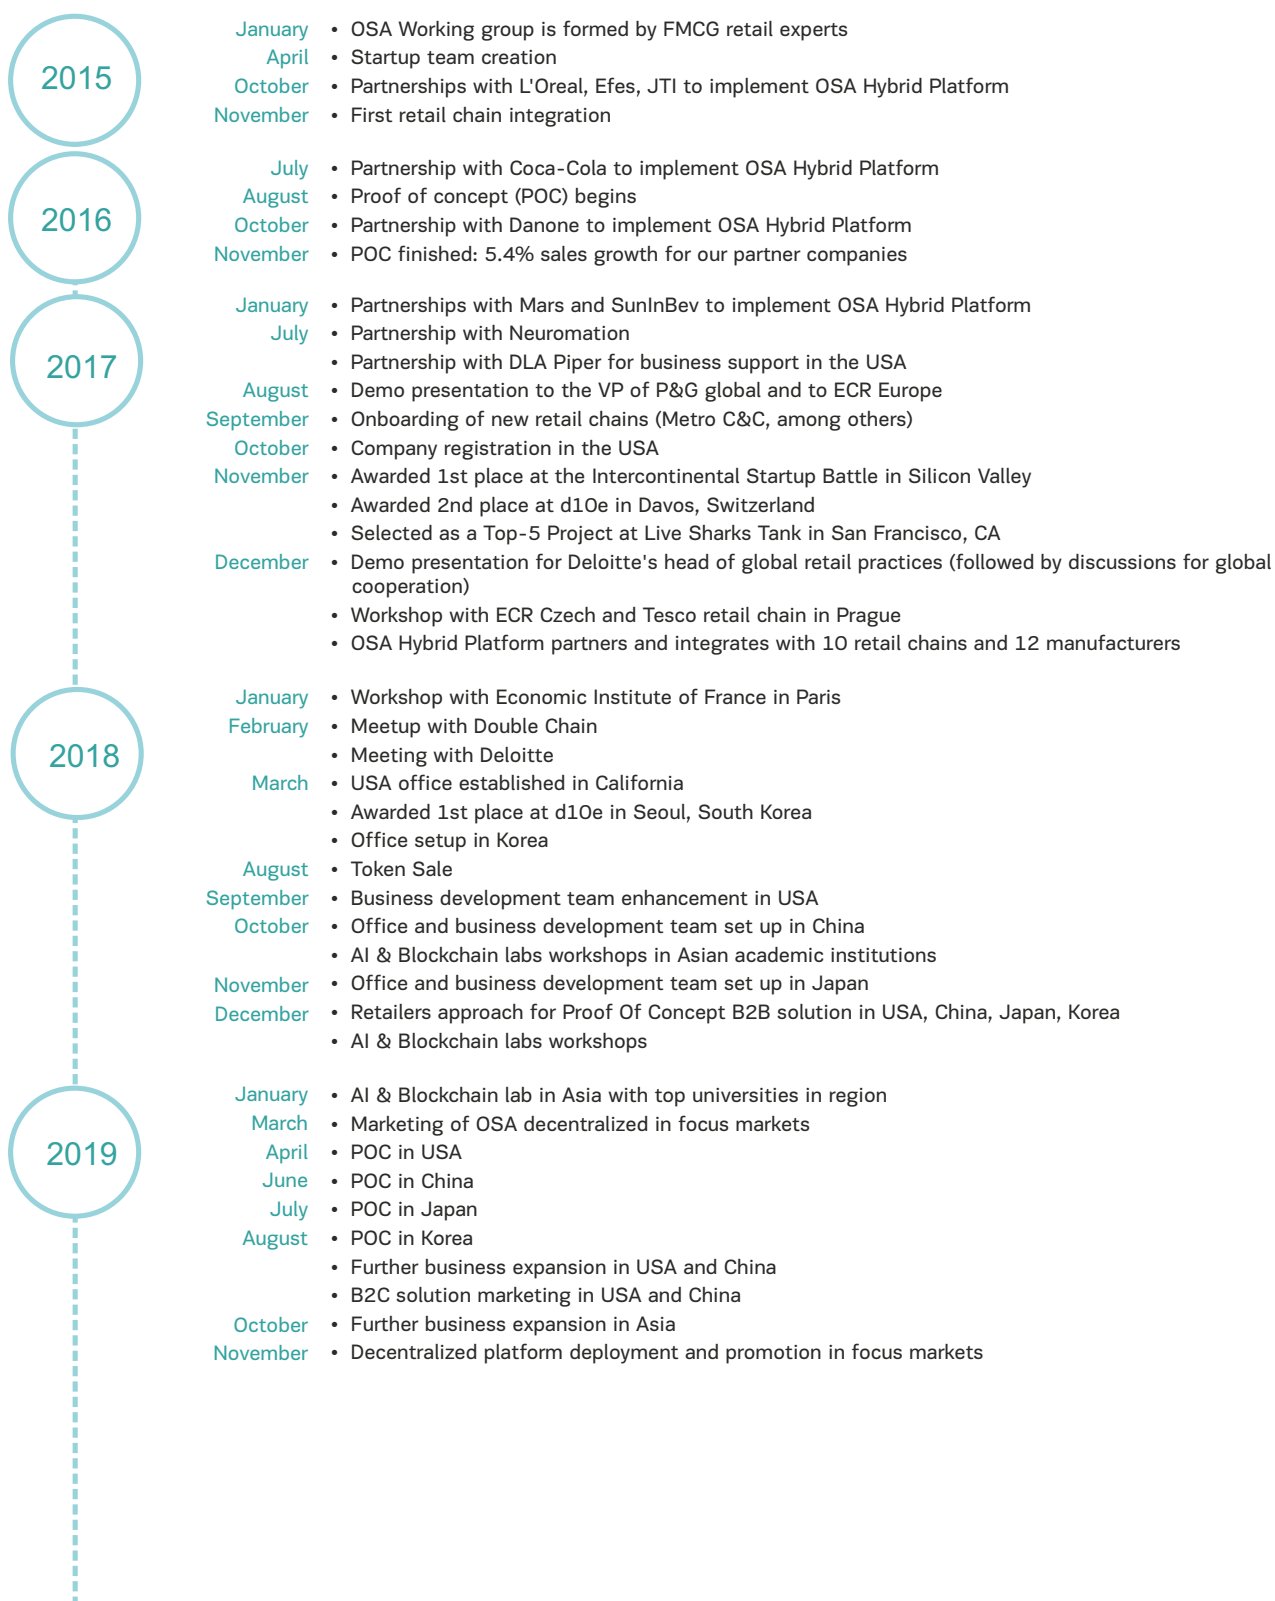 2015
January • OSA Working group is formed by FMCG retail experts
April • Startup team creation
October • Partnerships with L'Oreal, Efes, JTI to implement OSA Hybrid Platform
November • First retail chain integration
2016
July • Partnership with Coca-Cola to implement OSA Hybrid Platform
August • Proof of concept (POC) begins
October • Partnership with Danone to implement OSA Hybrid Platform
November • POC finished: 5.4% sales growth for our partner companies
2017
January • Partnerships with Mars and SunInBev to implement OSA Hybrid Platform
July • Partnership with Neuromation
• Partnership with DLA Piper for business support in the USA
August • Demo presentation to the VP of P&G global and to ECR Europe
September • Onboarding of new retail chains (Metro C&C, among others)
October • Company registration in the USA
November • Awarded 1st place at the Intercontinental Startup Battle in Silicon Valley
• Awarded 2nd place at d10e in Davos, Switzerland
• Selected as a Top-5 Project at Live Sharks Tank in San Francisco, CA
December • Demo presentation for Deloitte's head of global retail practices (followed by discussions for global
cooperation)
• Workshop with ECR Czech and Tesco retail chain in Prague
• OSA Hybrid Platform partners and integrates with 10 retail chains and 12 manufacturers
2018
January • Workshop with Economic Institute of France in Paris
February • Meetup with Double Chain
• Meeting with Deloitte
March • USA office established in California
• Awarded 1st place at d10e in Seoul, South Korea
• Office setup in Korea
August • Token Sale
September • Business development team enhancement in USA
October • Office and business development team set up in China
• AI & Blockchain labs workshops in Asian academic institutions
November • Office and business development team set up in Japan
December • Retailers approach for Proof Of Concept B2B solution in USA, China, Japan, Korea
• AI & Blockchain labs workshops
2019
January • AI & Blockchain lab in Asia with top universities in region
March • Marketing of OSA decentralized in focus markets
April • POC in USA
June • POC in China
July • POC in Japan
August • POC in Korea
• Further business expansion in USA and China
• B2C solution marketing in USA and China
October • Further business expansion in Asia
November • Decentralized platform deployment and promotion in focus markets